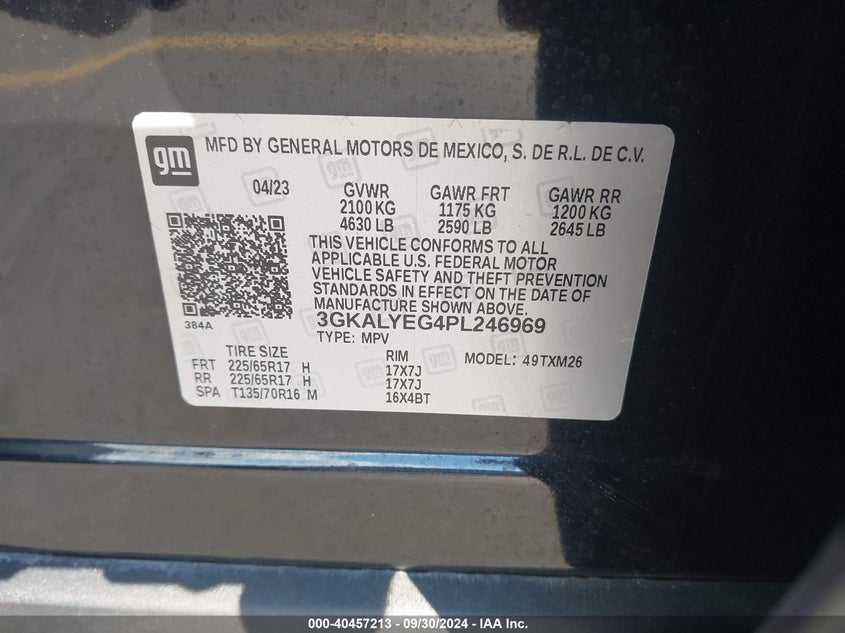 gm
MFD BY GENERAL MOTORS DE MEXICO, S. DE R.L. DE C.V.
04/23 GVWR GAWR FRT GAWR RR
2100 KG 1175 KG 1200 KG
4630 LB 2590 LB 2645 LB
THIS VEHICLE CONFORMS TO ALL
APPLICABLE U.S. FEDERAL MOTOR
VEHICLE SAFETY AND THEFT PREVENTION
STANDARDS IN EFFECT ON THE DATE OF
MANUFACTURE SHOWN ABOVE.
384A
3GKALYEG4PL246969
TYPE: MPV
TIRE SIZE RIM MODEL: 49TXM26
FRT 225/65R17 H 17X7J
RR 225/65R17 H 17X7J
SPA T135/70R16 M 16X4BT
000-40457213 - 09/30/2024 - IAA Inc.